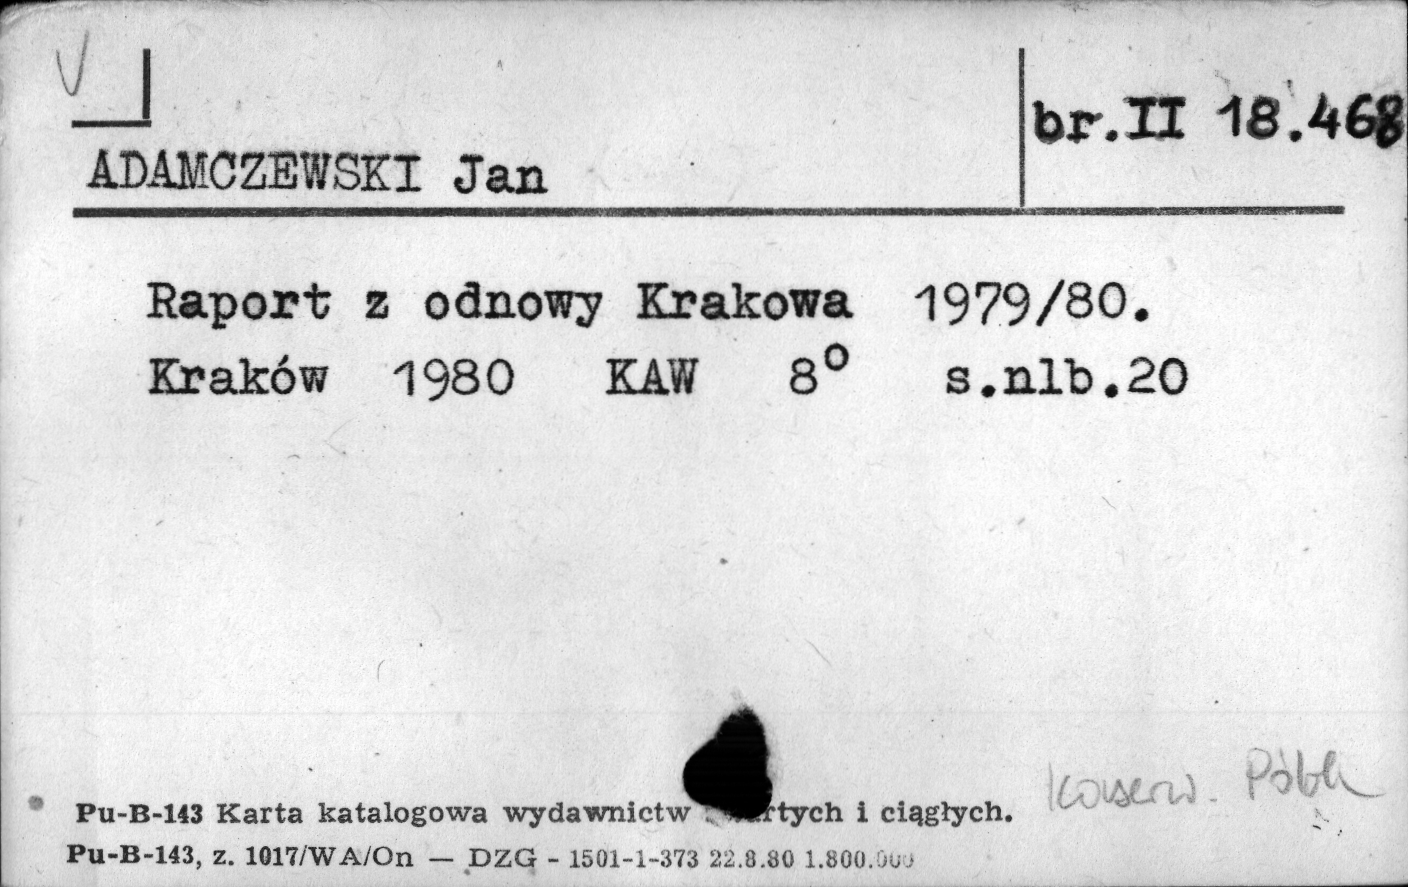 V
br.II 18.468
ADAMCZEWSKI Jan
Raport z odnowy Krakowa 1979/80.
Kraków 1980 KAW 8° s.nlb.20
Konserw.
Pu-B-143 Karta katalogowa wydawnictw i ciągłych.
Pu-B-143, z. 1017/WA/On — DZG - 1501-1-373 22.8.80 1.800.000